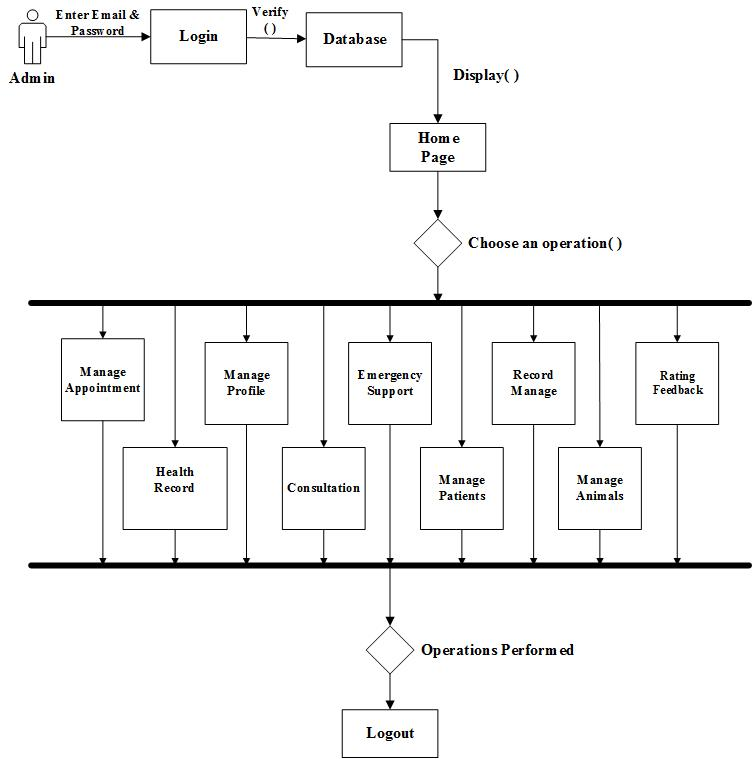 Enter Email &
Password
Admin
Login
Verify
( )
Database
Display( )
Home
Page
Choose an operation( )
Manage
Appointment
Manage
Profile
Emergency
Support
Record
Manage
Rating
Feedback
Health
Record
Consultation
Manage
Patients
Manage
Animals
Operations Performed
Logout